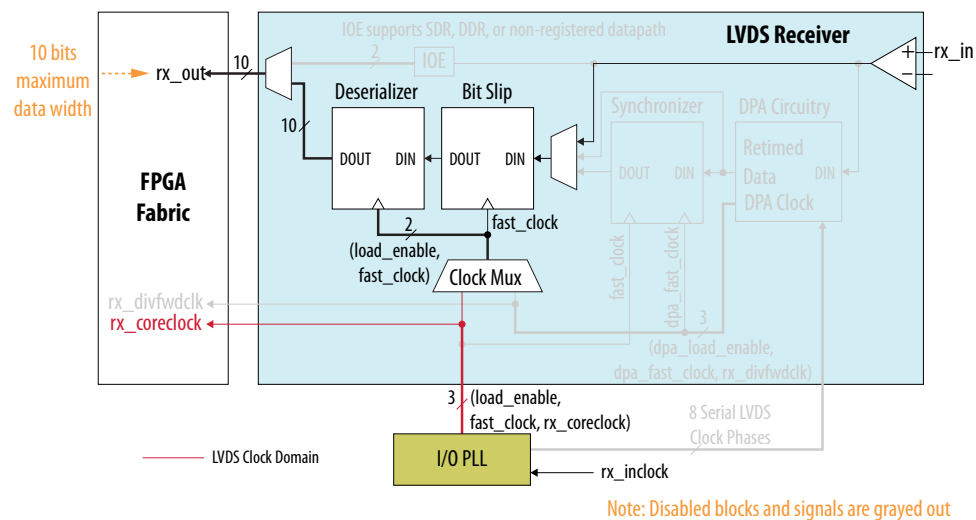 IOE supports SDR, DDR, or non-registered datapath
LVDS Receiver
10 bits
maximum
data width
rx_out
10
2
IOE
+
−
rx_in
Deserializer
Bit Slip
Synchronizer
DPA Circuitry
10
DOUT
DIN
DOUT
DIN
DOUT
DIN
Retimed
Data
DIN
DPA Clock
FPGA
Fabric
2
fast_clock
(load_enable,
fast_clock)
Clock Mux
fast_clock
dpa_fast_clock
rx_divfwdclk
rx_coreclock
3
(dpa_load_enable,
dpa_fast_clock, rx_divfwdclk)
3
(load_enable,
fast_clock, rx_coreclock)
8 Serial LVDS
Clock Phases
LVDS Clock Domain
I/O PLL
rx_inclock
Note: Disabled blocks and signals are grayed out